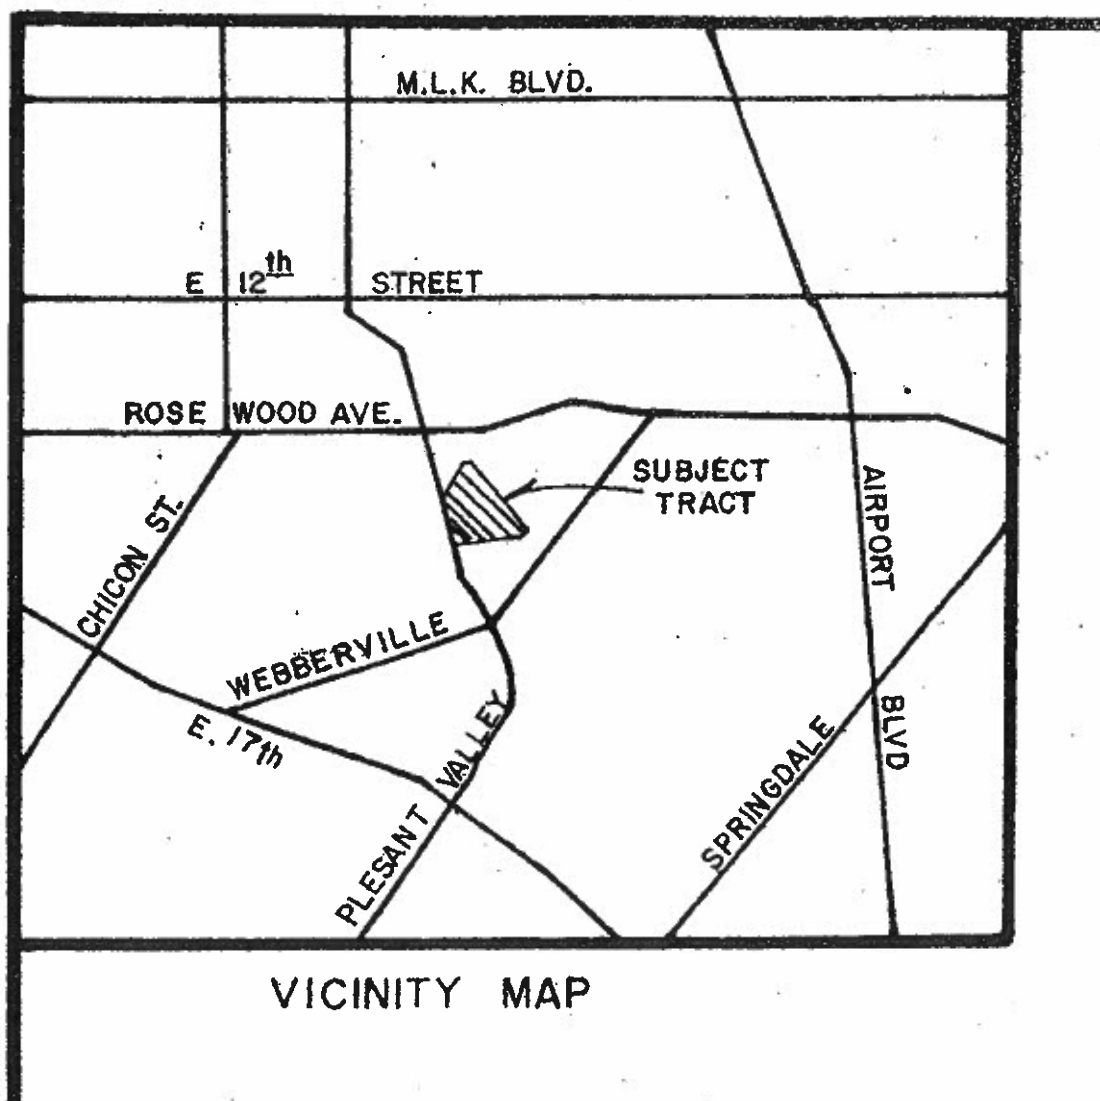 M.L.K. BLVD.
E 12th STREET
ROSE WOOD AVE.
SUBJECT
TRACT
CHICON ST.
AIRPORT
BLVD
WEBBERVILLE
E. 17th
PLESANT VALLEY
SPRINGDALE
VICINITY MAP